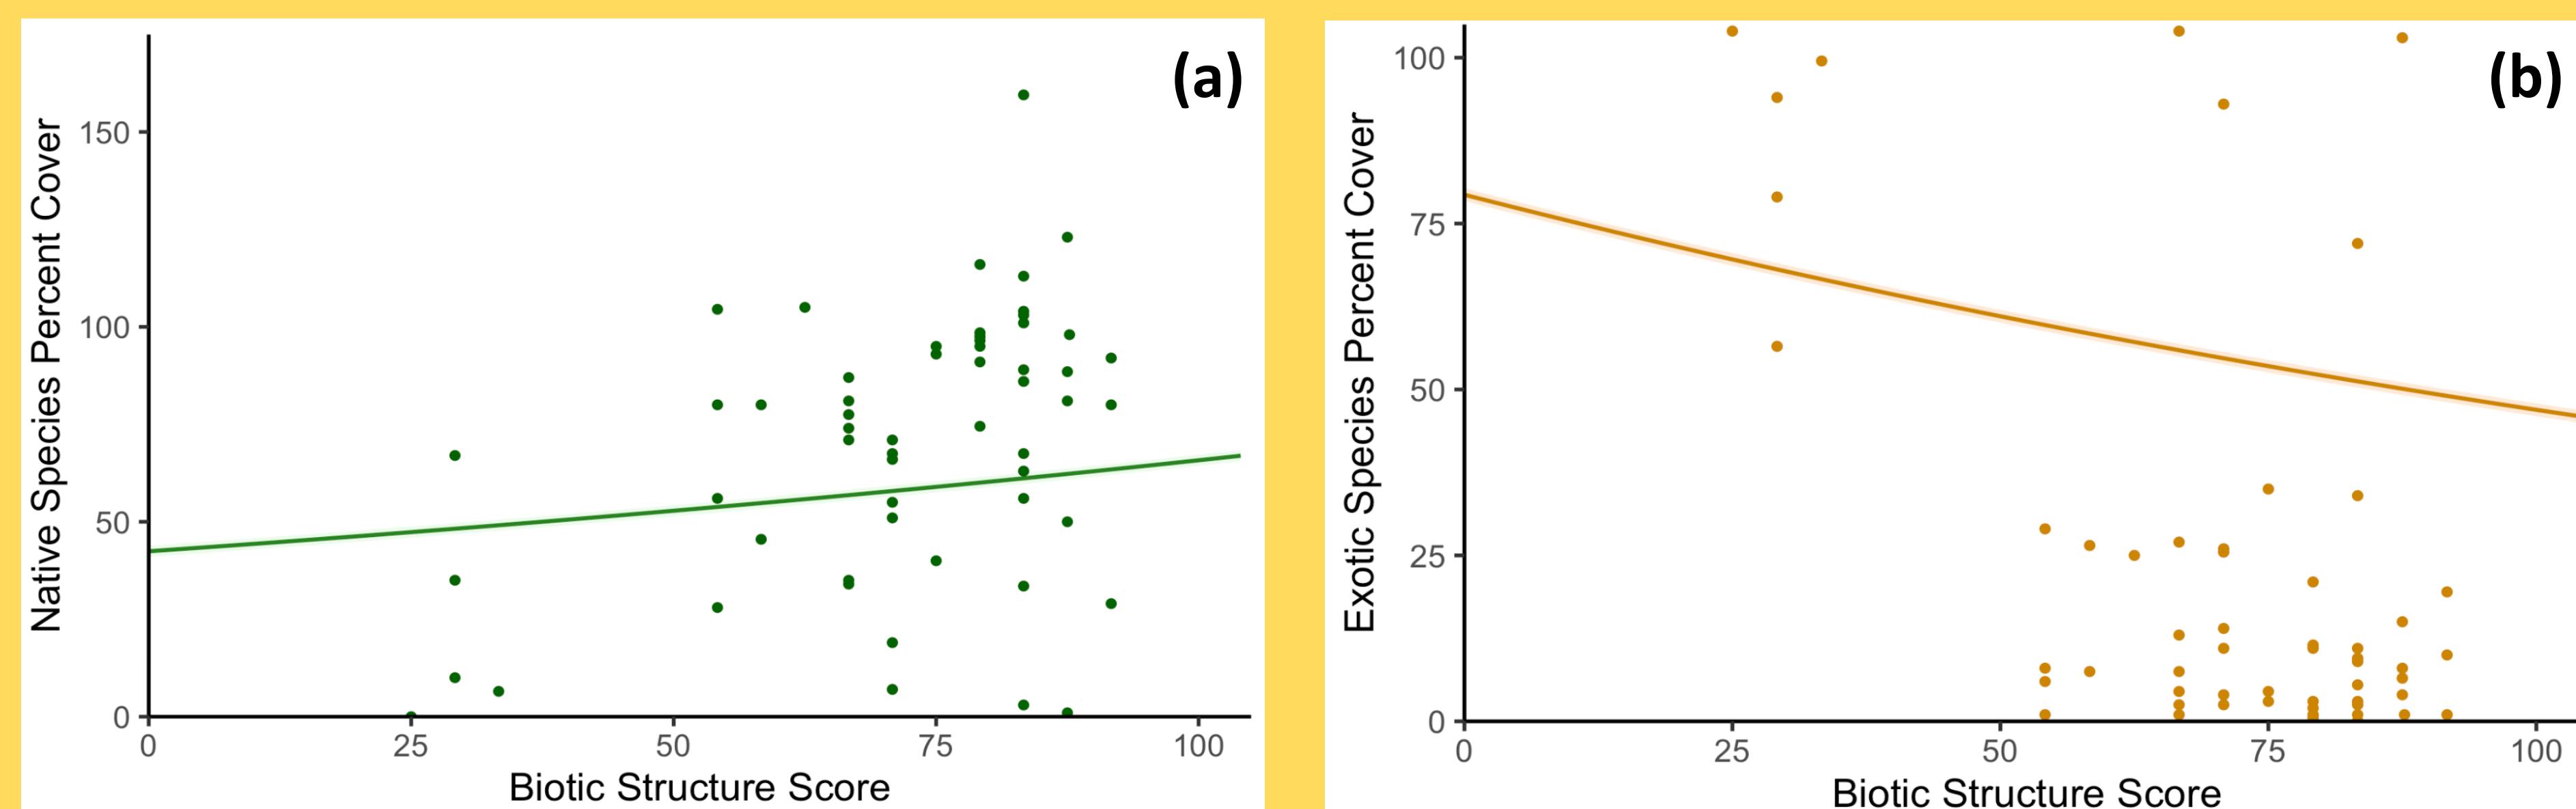 (a)
Native Species Percent Cover
150
100
50
0
0 25 50 75 100
Biotic Structure Score
(b)
Exotic Species Percent Cover
100
75
50
25
0
0 25 50 75 100
Biotic Structure Score